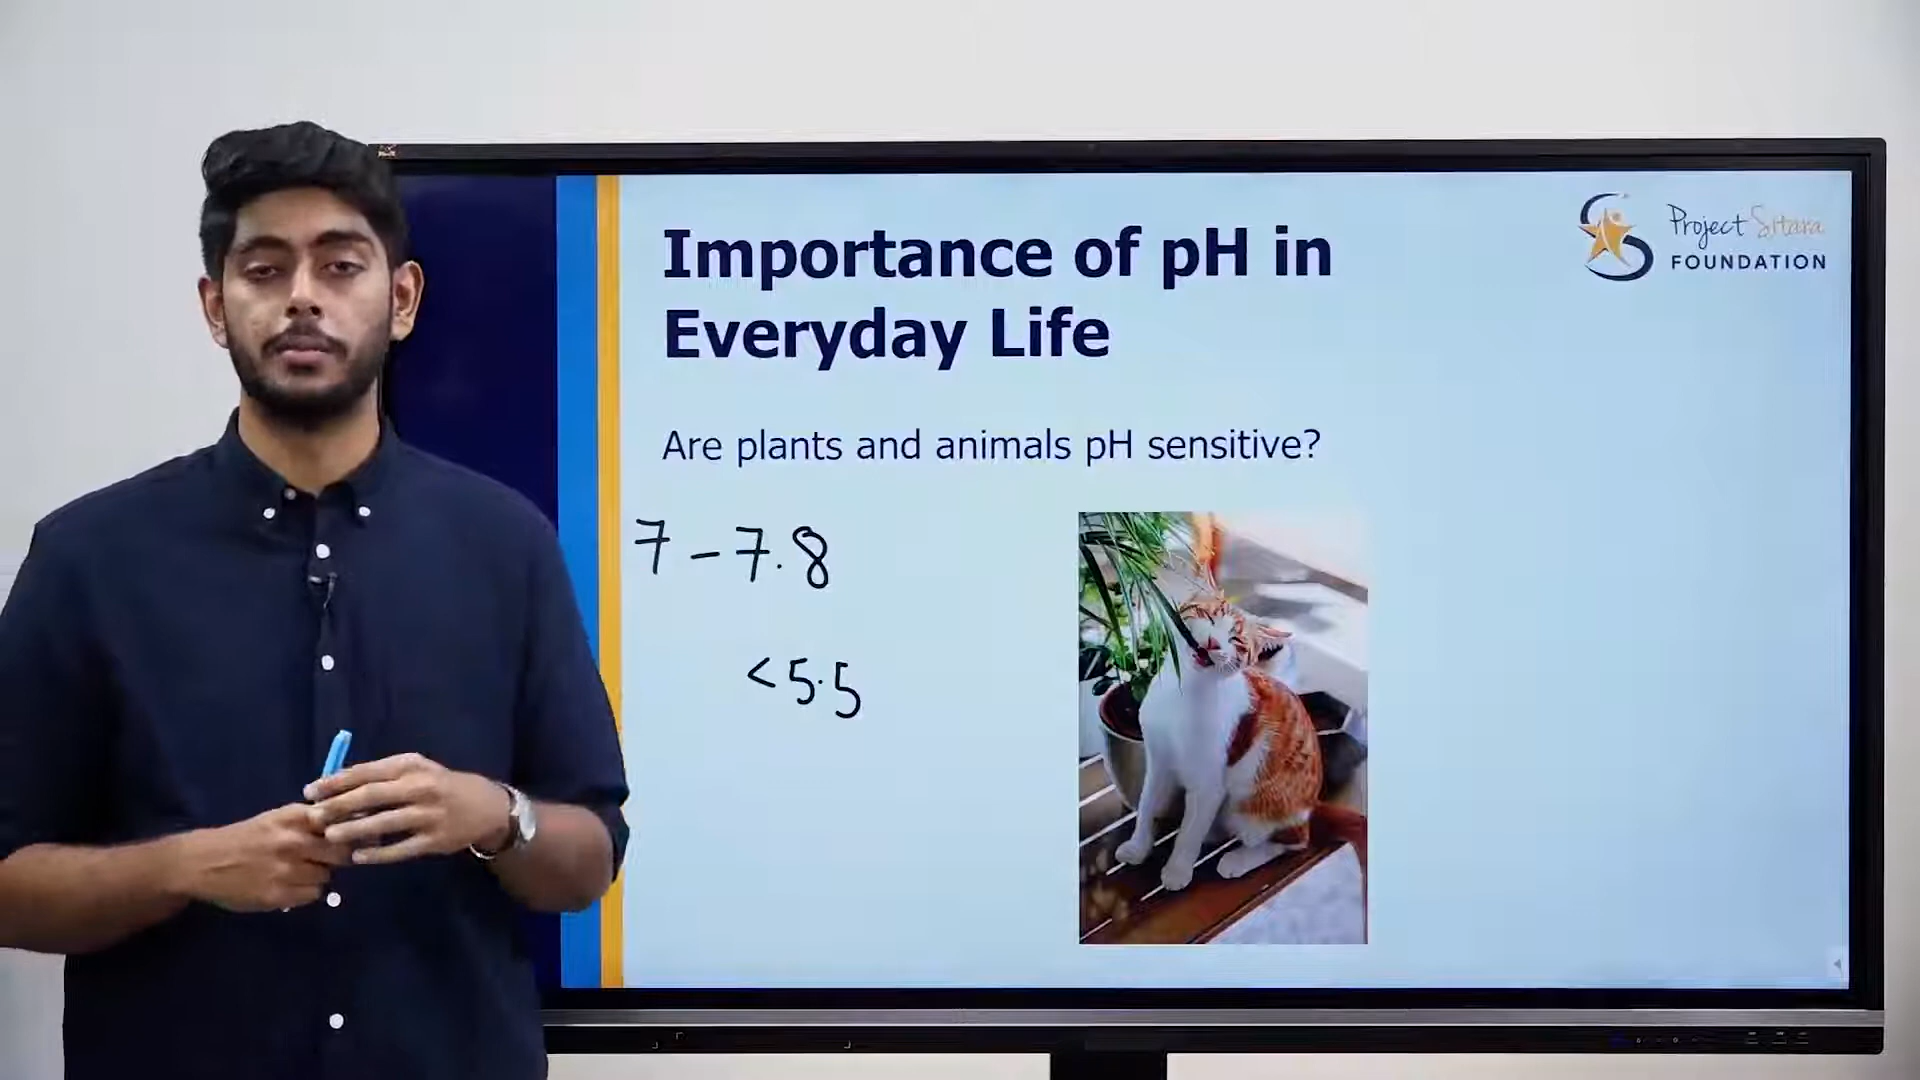 Importance of pH in
Everyday Life
Project Sitara
FOUNDATION
Are plants and animals pH sensitive?
7 - 7.8
<5.5